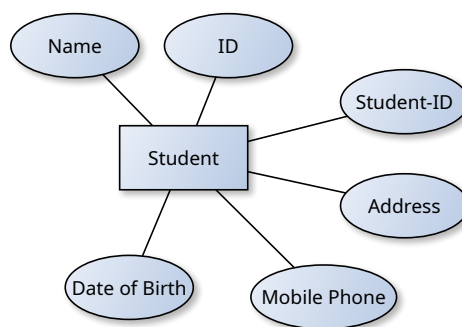 Name
ID
Student-ID
Student
Address
Date of Birth
Mobile Phone